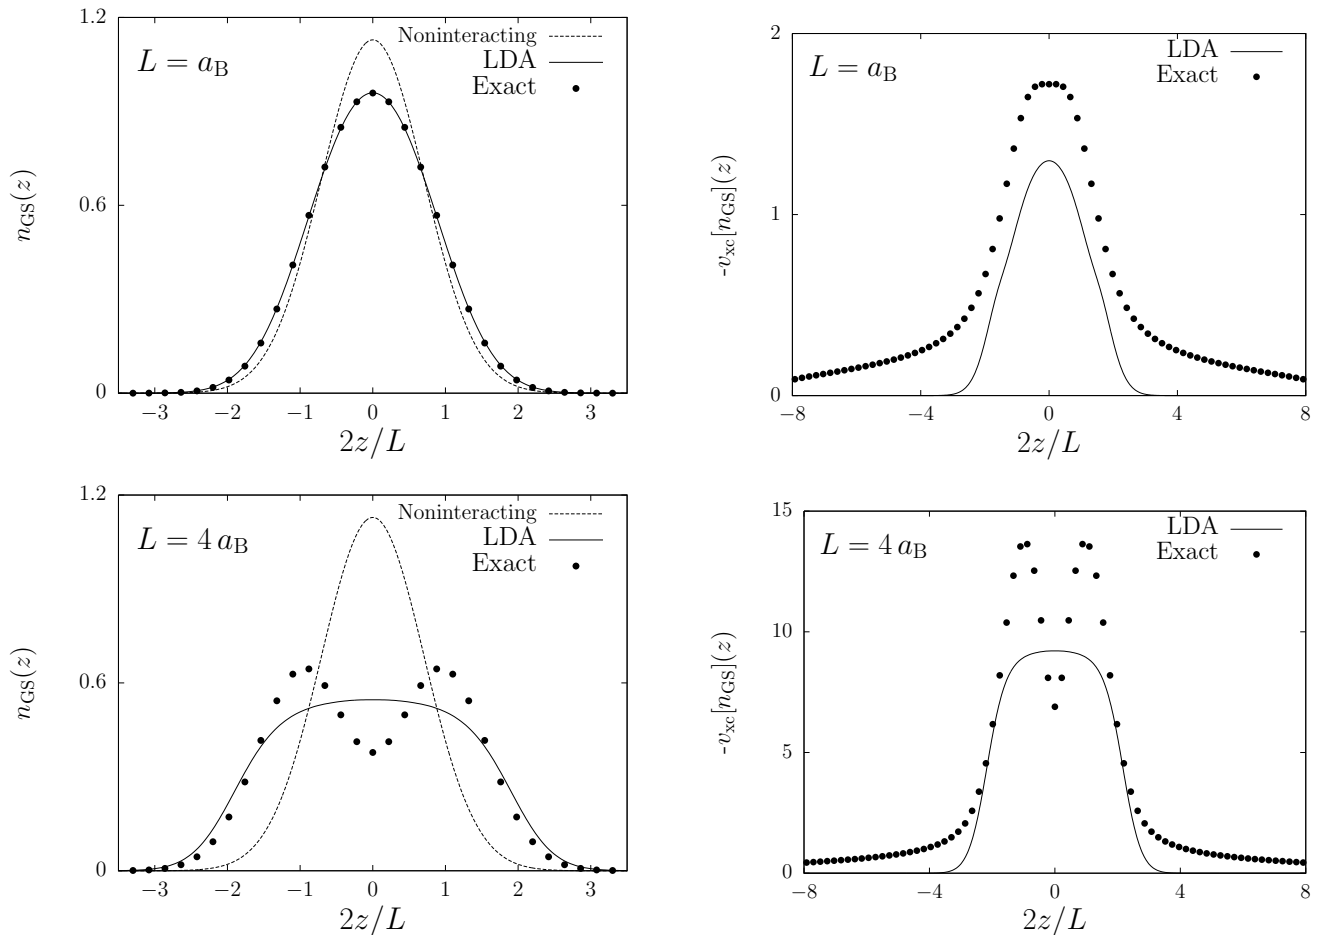 1.2
0.6
0
n_GS(z)
L = a_B
Noninteracting
LDA
Exact
−3 −2 −1 0 1 2 3
2z/L
2
1
0
-v_xc[n_GS](z)
L = a_B
LDA
Exact
−8 −4 0 4 8
2z/L
1.2
0.6
0
n_GS(z)
L = 4 a_B
Noninteracting
LDA
Exact
−3 −2 −1 0 1 2 3
2z/L
15
10
5
0
-v_xc[n_GS](z)
L = 4 a_B
LDA
Exact
−8 −4 0 4 8
2z/L